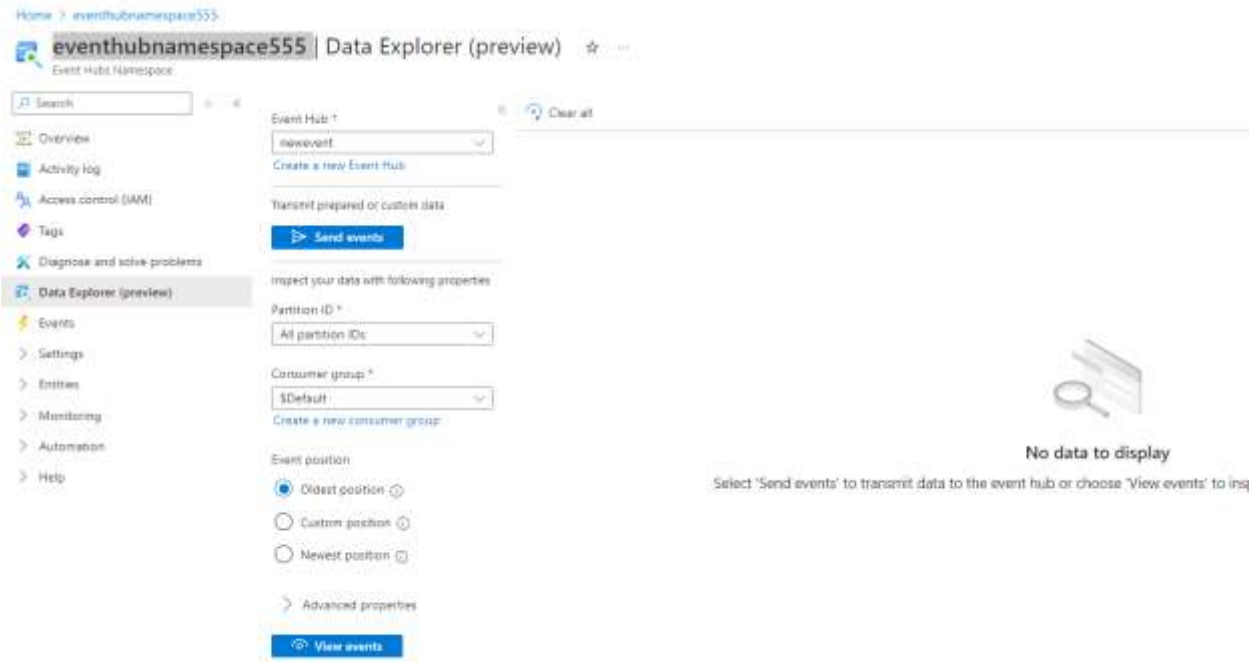 Home > eventhubnamespace555
eventhubnamespace555 | Data Explorer (preview)
Event Hubs Namespace
Search
Overview
Activity log
Access control (IAM)
Tags
Diagnose and solve problems
Data Explorer (preview)
Events
Settings
Entities
Monitoring
Automation
Help
Event Hub *
newevent
Create a new Event Hub
Transmit prepared or custom data
Send events
Inspect your data with following properties
Partition ID *
All partition IDs
Consumer group *
$Default
Create a new consumer group
Event position
Oldest position
Custom position
Newest position
Advanced properties
View events
Clear all
No data to display
Select 'Send events' to transmit data to the event hub or choose 'View events' to